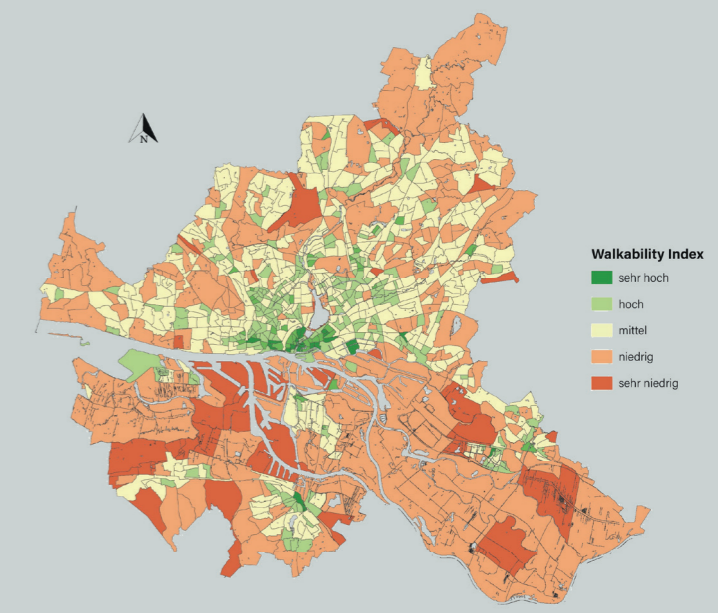 N
Walkability Index
sehr hoch
hoch
mittel
niedrig
sehr niedrig